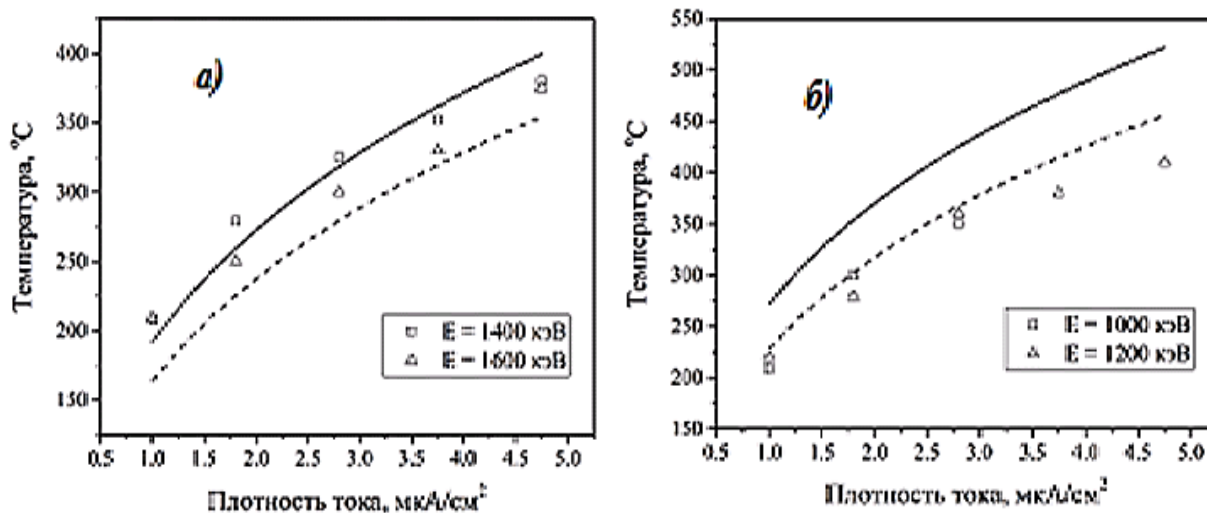 а)
Температура, °C
400
350
300
250
200
150
E = 1400 кэВ
E = 1600 кэВ
0.5 1.0 1.5 2.0 2.5 3.0 3.5 4.0 4.5 5.0
Плотность тока, мкА/см²
б)
Температура, °C
550
500
450
400
350
300
250
200
150
E = 1000 кэВ
E = 1200 кэВ
0.5 1.0 1.5 2.0 2.5 3.0 3.5 4.0 4.5 5.0
Плотность тока, мкА/см²